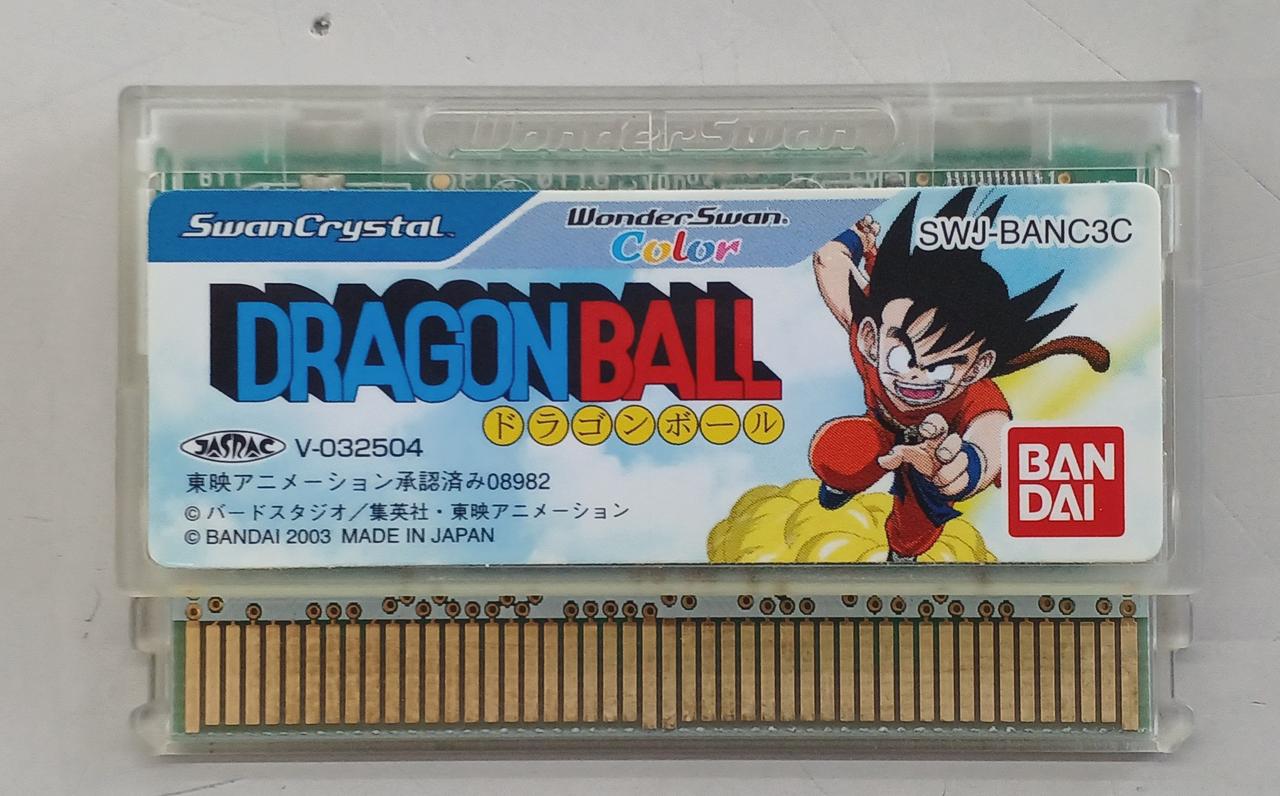 WonderSwan
SwanCrystal™
WonderSwan®
Color
SWJ-BANC3C
DRAGONBALL
ドラゴンボール
JASRAC V-032504
東映アニメーション承認済み08982
© バードスタジオ／集英社・東映アニメーション
© BANDAI 2003 MADE IN JAPAN
BAN
DAI